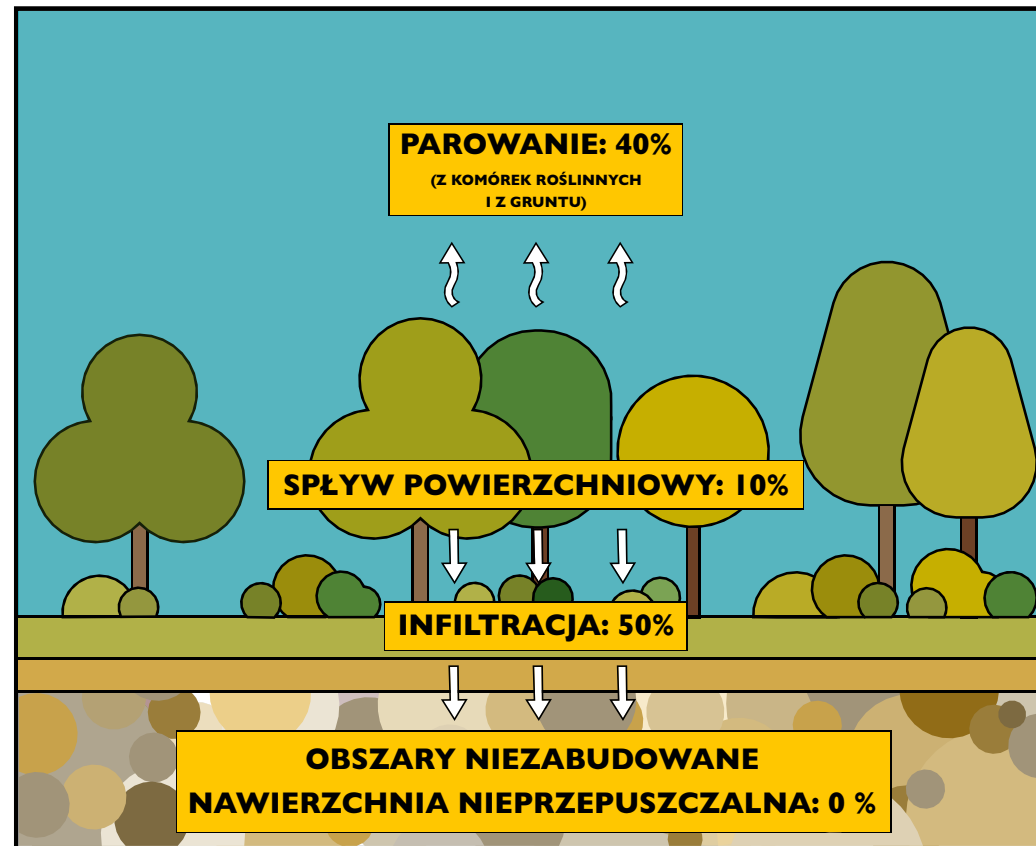 PAROWANIE: 40%
(Z KOMÓREK ROŚLINNYCH
I Z GRUNTU)
SPŁYW POWIERZCHNIOWY: 10%
INFILTRACJA: 50%
OBSZARY NIEZABUDOWANE
NAWIERZCHNIA NIEPRZEPUSZCZALNA: 0 %